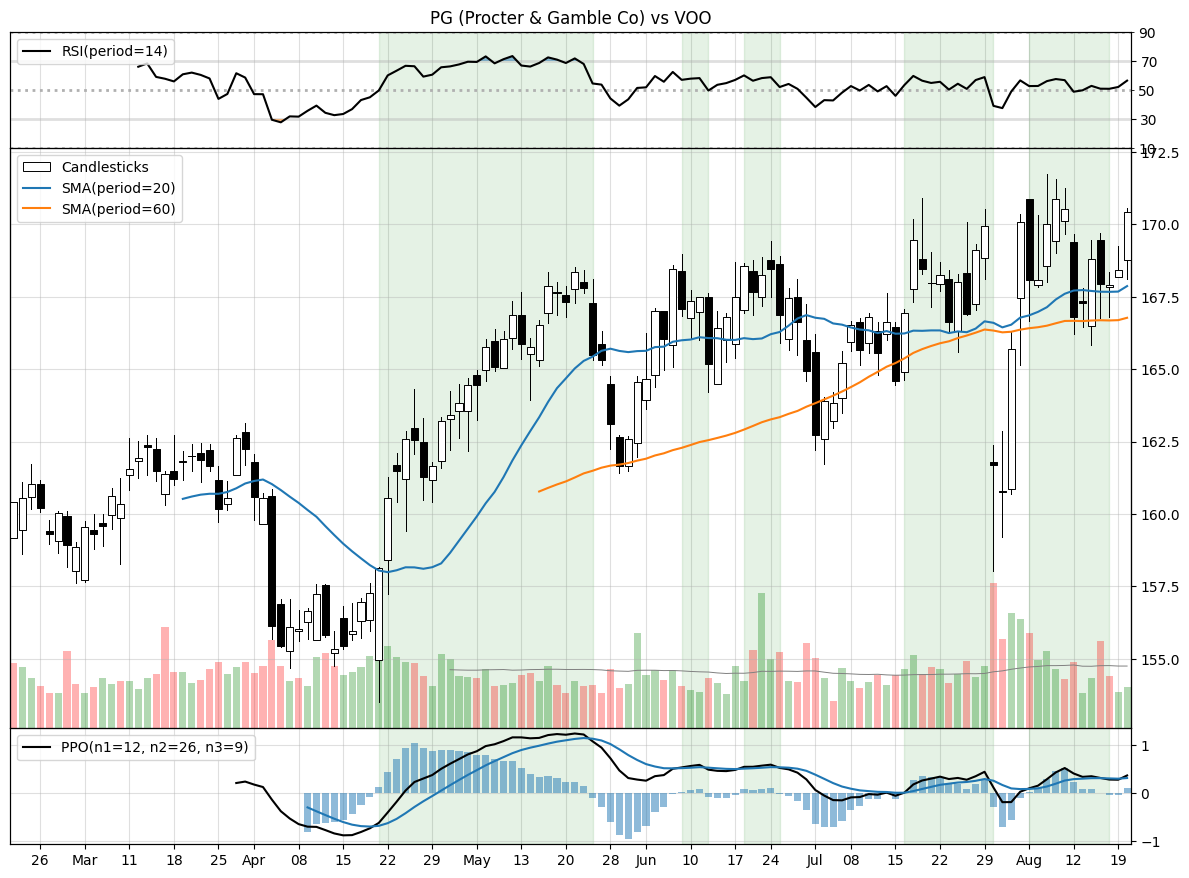 PG (Procter & Gamble Co) vs VOO
RSI(period=14)
90
70
50
30
10
Candlesticks
SMA(period=20)
SMA(period=60)
172.5
170.0
167.5
165.0
162.5
160.0
157.5
155.0
PPO(n1=12, n2=26, n3=9)
1
0
−1
26 Mar 11 18 25 Apr 08 15 22 29 May 13 20 28 Jun 10 17 24 Jul 08 15 22 29 Aug 12 19